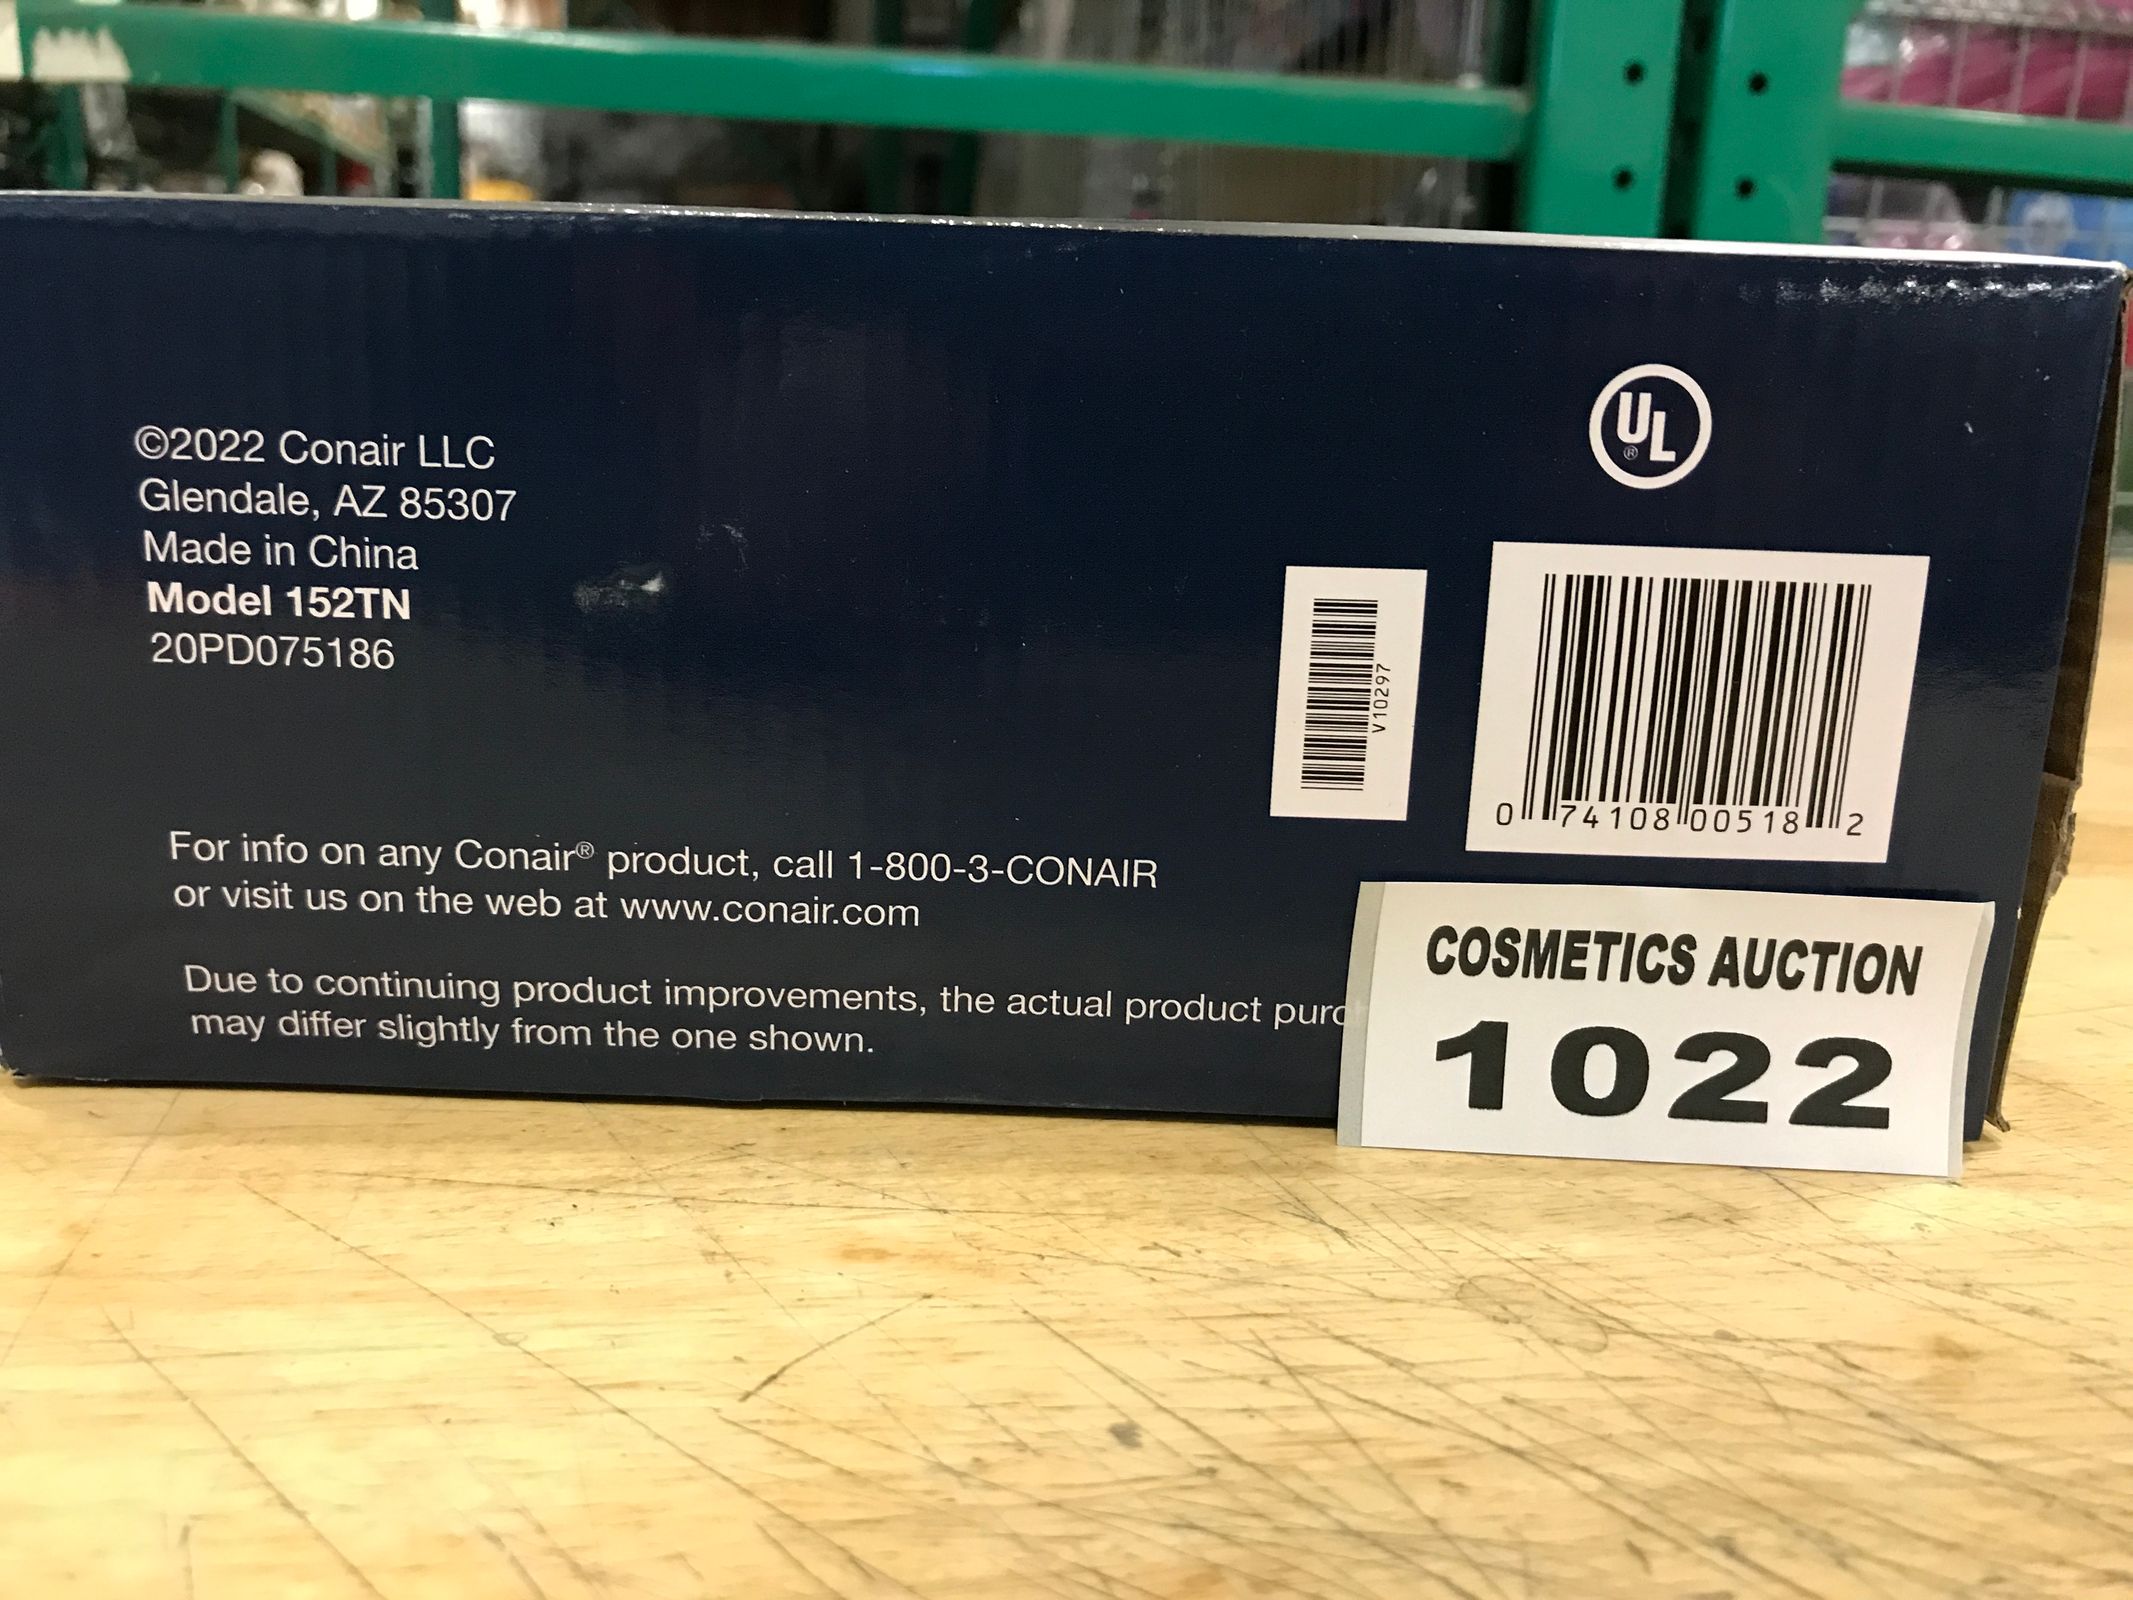 ©2022 Conair LLC
Glendale, AZ 85307
Made in China
Model 152TN
20PD075186
For info on any Conair® product, call 1-800-3-CONAIR
or visit us on the web at www.conair.com
Due to continuing product improvements, the actual product
may differ slightly from the one shown.
UL®
V10297
0 74108 00518 2
COSMETICS AUCTION
1022